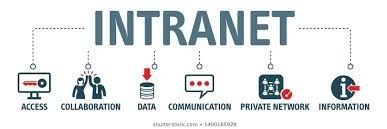 INTRANET
ACCESS COLLABORATION DATA COMMUNICATION PRIVATE NETWORK INFORMATION
shutterstock.com • 1400185928